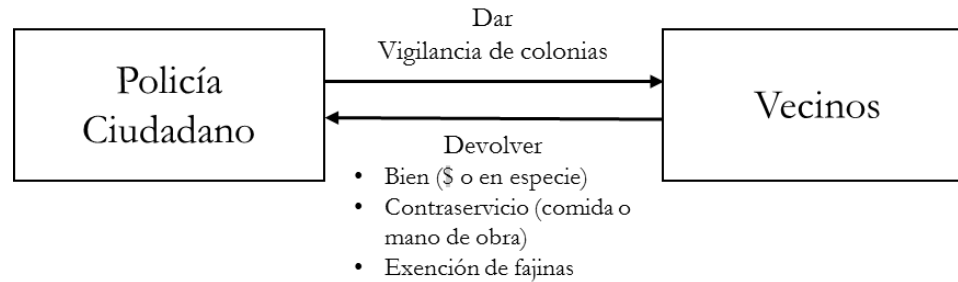 Dar
Vigilancia de colonias
Policía
Ciudadano
Vecinos
Devolver
• Bien ($ o en especie)
• Contraservicio (comida o
mano de obra)
• Exención de fajinas